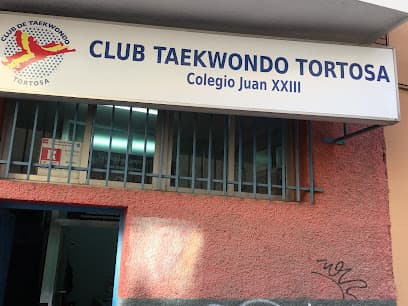 CLUB DE TAEKWONDO
TORTOSA
CLUB TAEKWONDO TORTOSA
Colegio Juan XXIII
R